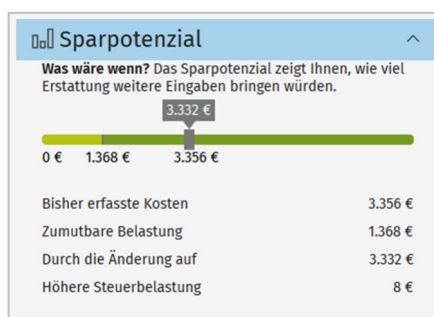 Sparpotenzial
Was wäre wenn? Das Sparpotenzial zeigt Ihnen, wie viel
Erstattung weitere Eingaben bringen würden.
3.332 €
0 € 1.368 € 3.356 €
Bisher erfasste Kosten 3.356 €
Zumutbare Belastung 1.368 €
Durch die Änderung auf 3.332 €
Höhere Steuerbelastung 8 €